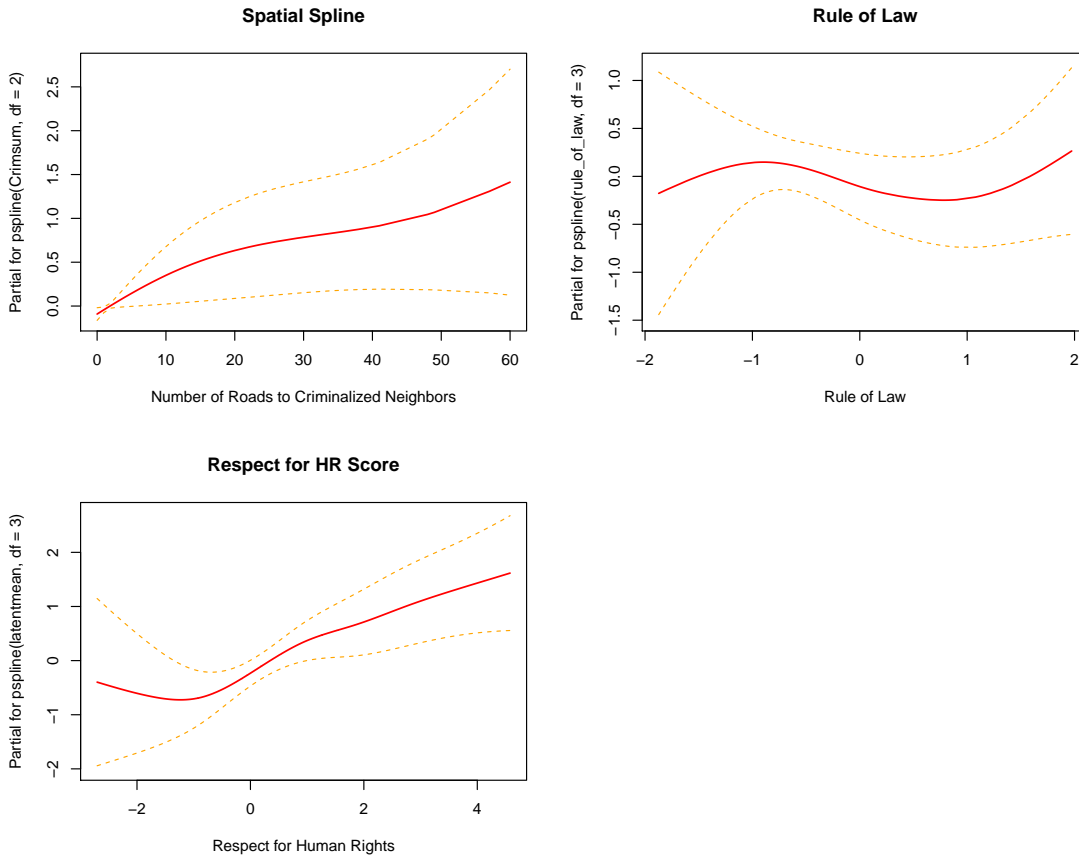 Spatial Spline
Partial for pspline(Crimsum, df = 2)
2.5
2.0
1.5
1.0
0.5
0.0
0 10 20 30 40 50 60
Number of Roads to Criminalized Neighbors
Rule of Law
Partial for pspline(rule_of_law, df = 3)
1.0
0.5
0.0
−0.5
−1.0
−1.5
−2 −1 0 1 2
Rule of Law
Respect for HR Score
Partial for pspline(latentmean, df = 3)
2
1
0
−1
−2
−2 0 2 4
Respect for Human Rights